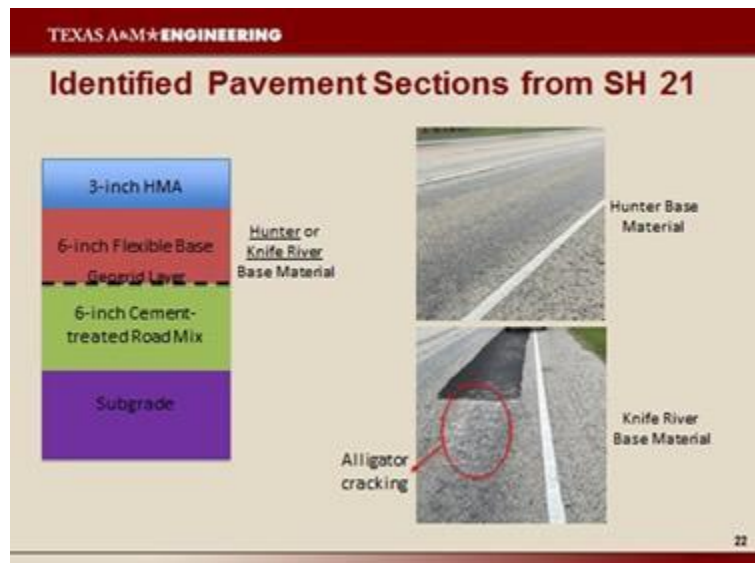 TEXAS A&M★ENGINEERING
Identified Pavement Sections from SH 21
3-inch HMA
6-inch Flexible Base
Geogrid Layer
6-inch Cement-
treated Road Mix
Subgrade
Hunter or
Knife River
Base Material
Hunter Base
Material
Knife River
Base Material
Alligator
cracking
22